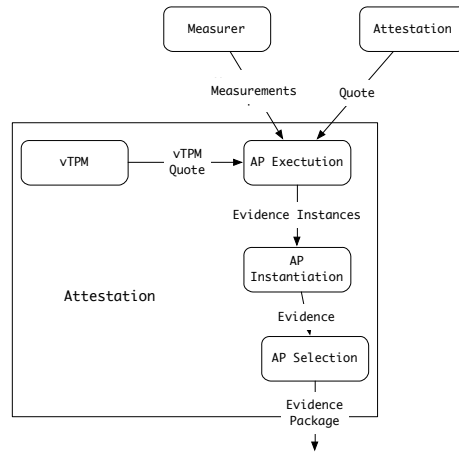 Measurer
Attestation
Measurements
Quote
vTPM
vTPM
Quote
AP Exectution
Evidence Instances
AP
Instantiation
Attestation
Evidence
AP Selection
Evidence
Package